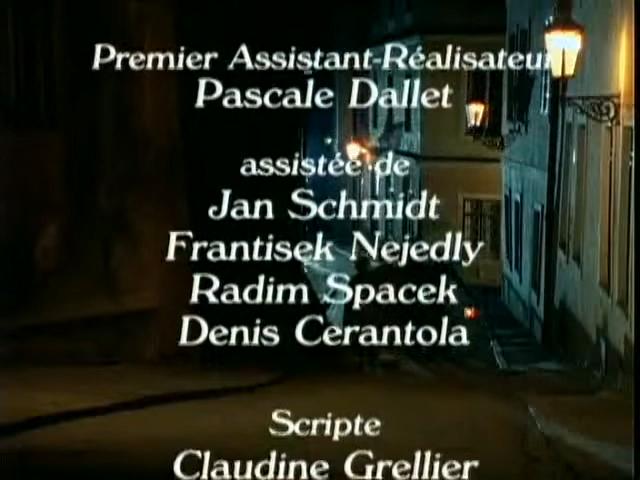 Premier Assistant-Réalisateur
Pascale Dallet
assistée de
Jan Schmidt
Frantisek Nejedly
Radim Spacek
Denis Cerantola
Scripte
Claudine Grellier